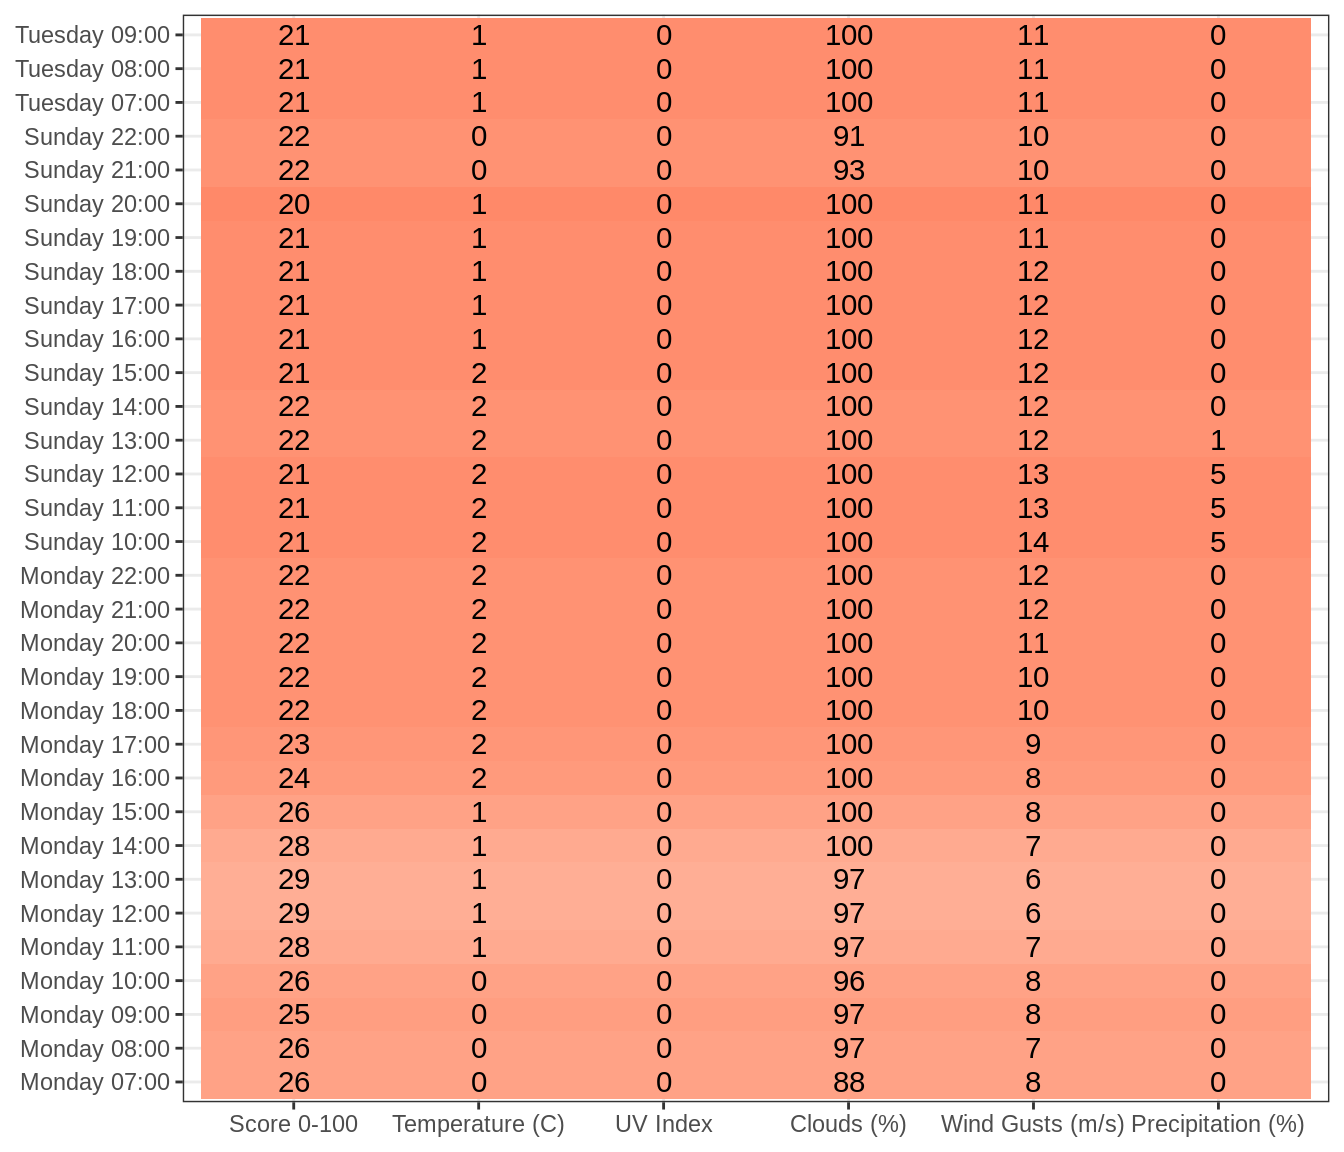 Tuesday 09:00 21 1 0 100 11 0
Tuesday 08:00 21 1 0 100 11 0
Tuesday 07:00 21 1 0 100 11 0
Sunday 22:00 22 0 0 91 10 0
Sunday 21:00 22 0 0 93 10 0
Sunday 20:00 20 1 0 100 11 0
Sunday 19:00 21 1 0 100 11 0
Sunday 18:00 21 1 0 100 12 0
Sunday 17:00 21 1 0 100 12 0
Sunday 16:00 21 1 0 100 12 0
Sunday 15:00 21 2 0 100 12 0
Sunday 14:00 22 2 0 100 12 0
Sunday 13:00 22 2 0 100 12 1
Sunday 12:00 21 2 0 100 13 5
Sunday 11:00 21 2 0 100 13 5
Sunday 10:00 21 2 0 100 14 5
Monday 22:00 22 2 0 100 12 0
Monday 21:00 22 2 0 100 12 0
Monday 20:00 22 2 0 100 11 0
Monday 19:00 22 2 0 100 10 0
Monday 18:00 22 2 0 100 10 0
Monday 17:00 23 2 0 100 9 0
Monday 16:00 24 2 0 100 8 0
Monday 15:00 26 1 0 100 8 0
Monday 14:00 28 1 0 100 7 0
Monday 13:00 29 1 0 97 6 0
Monday 12:00 29 1 0 97 6 0
Monday 11:00 28 1 0 97 7 0
Monday 10:00 26 0 0 96 8 0
Monday 09:00 25 0 0 97 8 0
Monday 08:00 26 0 0 97 7 0
Monday 07:00 26 0 0 88 8 0
Score 0-100 Temperature (C) UV Index Clouds (%) Wind Gusts (m/s) Precipitation (%)